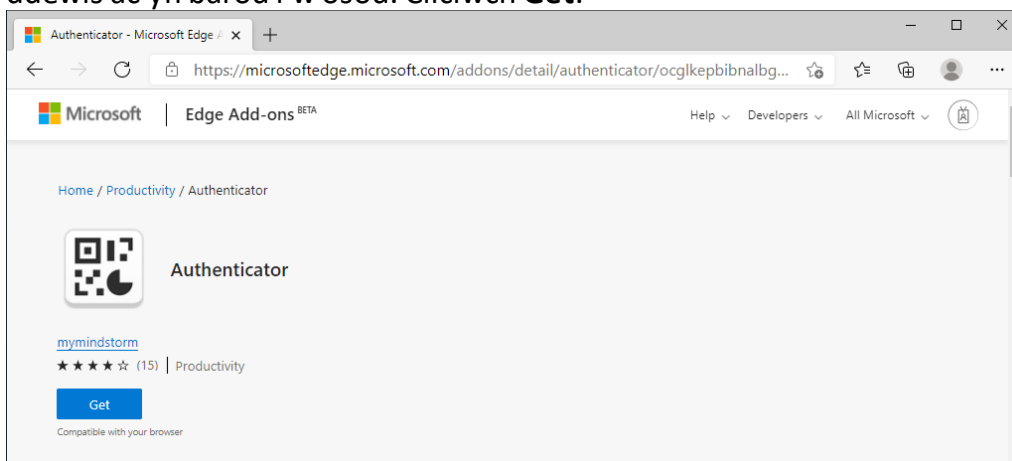 Authenticator - Microsoft Edge A
https://microsoftedge.microsoft.com/addons/detail/authenticator/ocglkepbibnalbg...
Microsoft | Edge Add-ons BETA Help Developers All Microsoft
Home / Productivity / Authenticator
Authenticator
mymindstorm
★★★★☆ (15) | Productivity
Get
Compatible with your browser